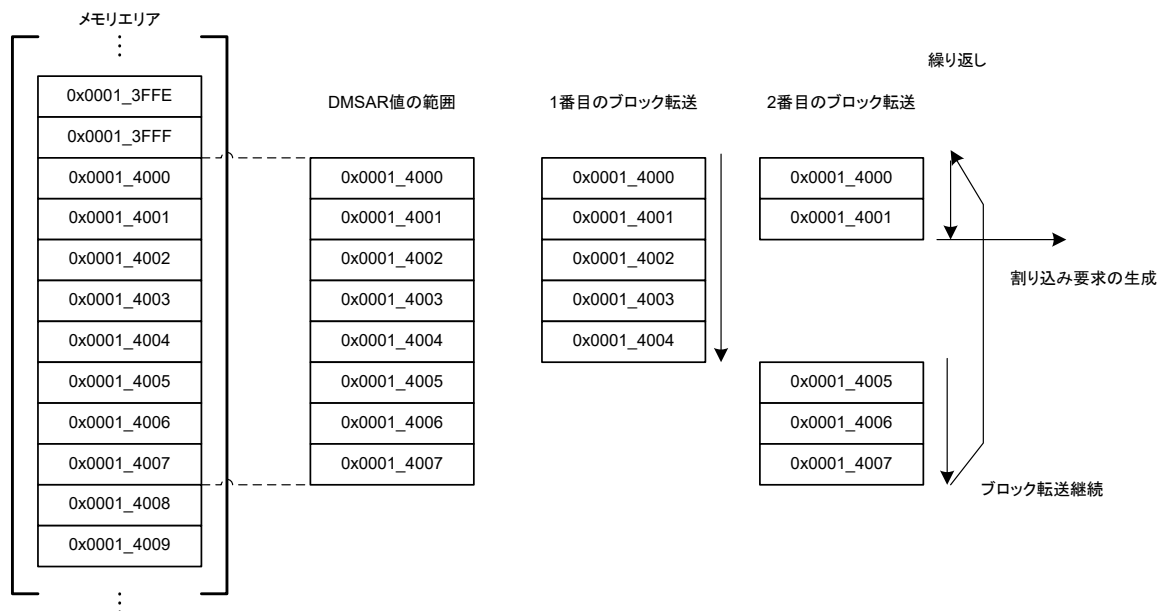 メモリエリア
0x0001_3FFE
0x0001_3FFF
0x0001_4000
0x0001_4001
0x0001_4002
0x0001_4003
0x0001_4004
0x0001_4005
0x0001_4006
0x0001_4007
0x0001_4008
0x0001_4009
DMSAR値の範囲
0x0001_4000
0x0001_4001
0x0001_4002
0x0001_4003
0x0001_4004
0x0001_4005
0x0001_4006
0x0001_4007
1番目のブロック転送
0x0001_4000
0x0001_4001
0x0001_4002
0x0001_4003
0x0001_4004
2番目のブロック転送
0x0001_4000
0x0001_4001
0x0001_4005
0x0001_4006
0x0001_4007
繰り返し
割り込み要求の生成
ブロック転送継続